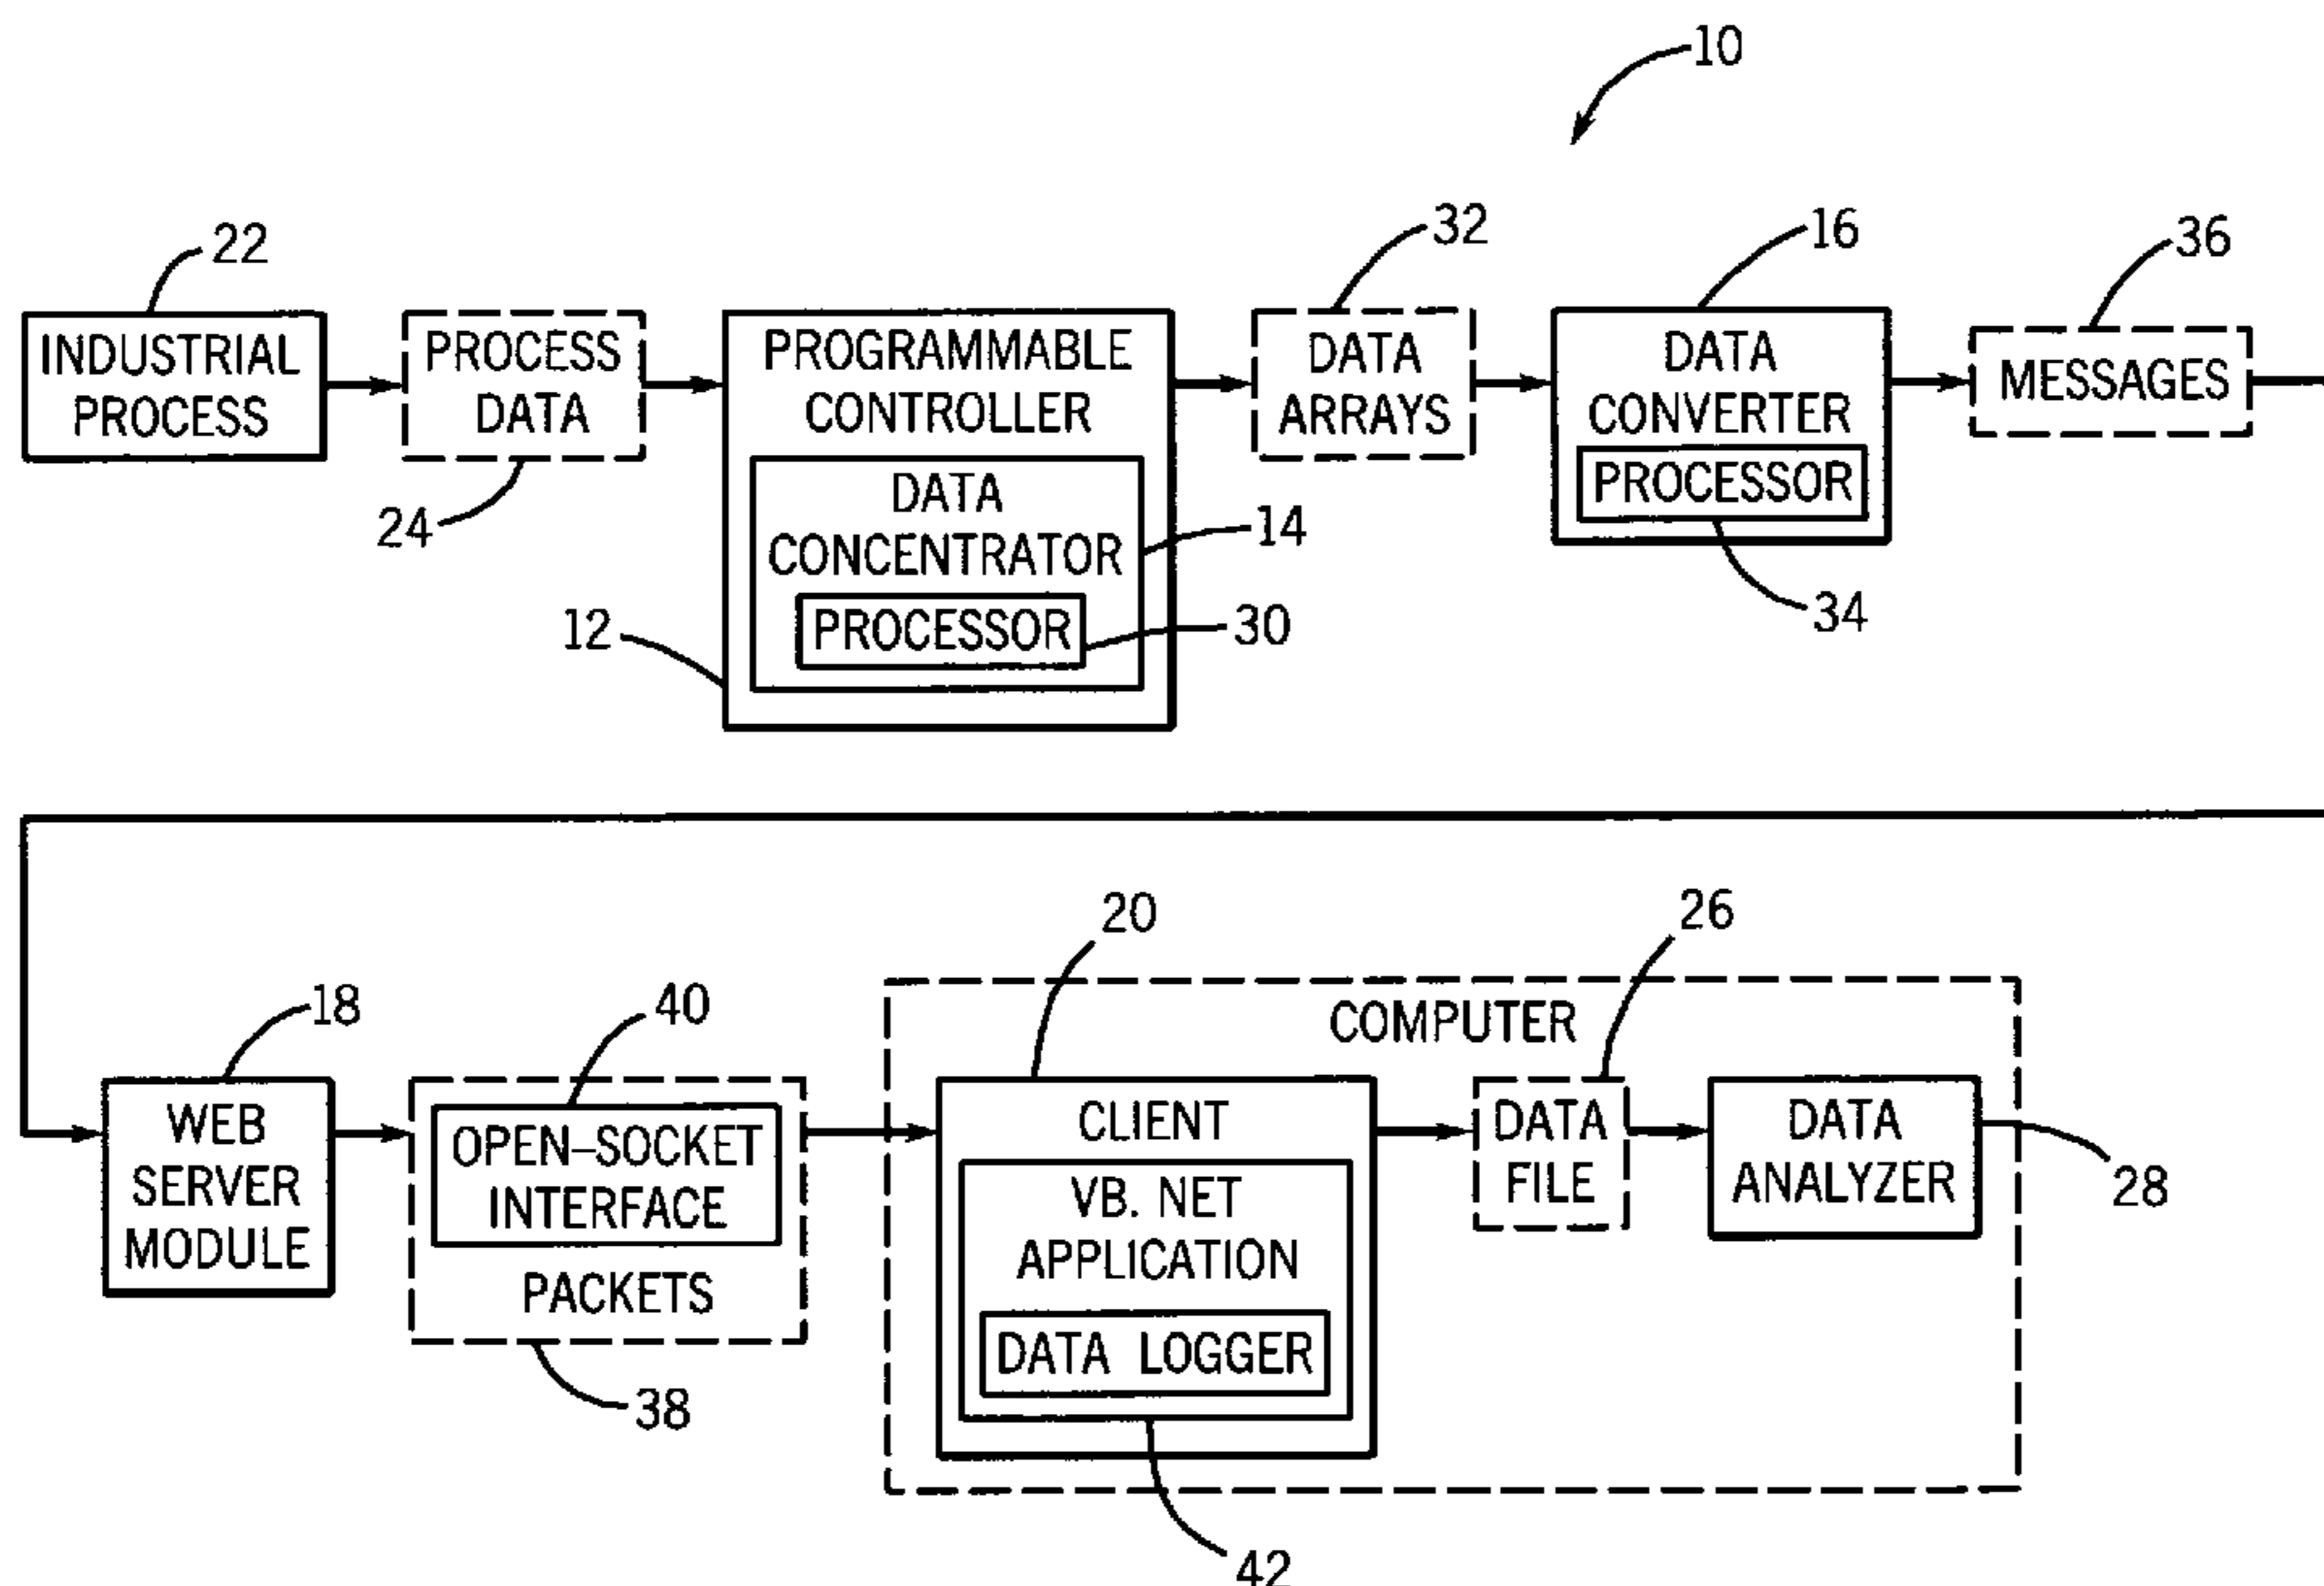 10
22
32
16
36
INDUSTRIAL
PROCESS
PROCESS
DATA
24
PROGRAMMABLE
CONTROLLER
DATA
CONCENTRATOR
PROCESSOR
14
30
12
DATA
ARRAYS
DATA
CONVERTER
PROCESSOR
34
MESSAGES
18
40
20
26
WEB
SERVER
MODULE
OPEN-SOCKET
INTERFACE
PACKETS
38
COMPUTER
CLIENT
VB. NET
APPLICATION
DATA LOGGER
42
DATA
FILE
DATA
ANALYZER
28